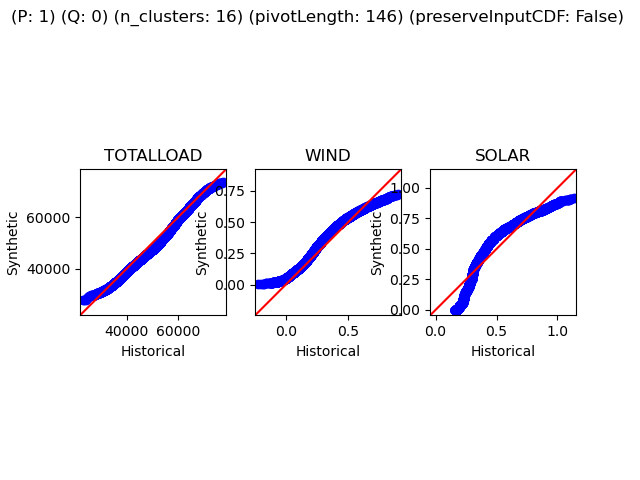 (P: 1) (Q: 0) (n_clusters: 16) (pivotLength: 146) (preserveInputCDF: False)
TOTALLOAD
WIND
SOLAR
Synthetic
60000
40000
40000
60000
Historical
Synthetic
0.75
0.50
0.25
0.00
0.0
0.5
Historical
Synthetic
1.00
0.75
0.50
0.25
0.00
0.0
0.5
1.0
Historical